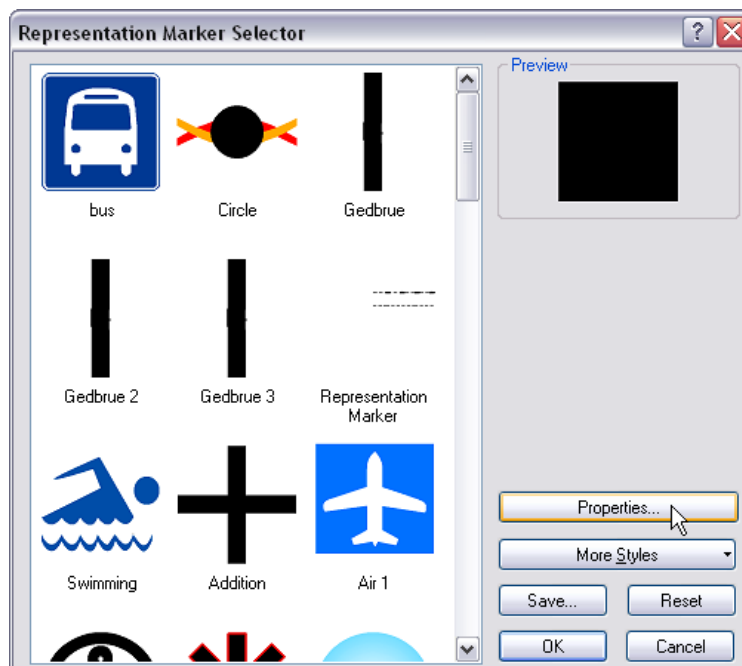 Representation Marker Selector
bus
Circle
Gedbrue
Gedbrue 2
Gedbrue 3
Representation
Marker
Swimming
Addition
Air 1
Preview
Properties...
More Styles
Save...
Reset
OK
Cancel